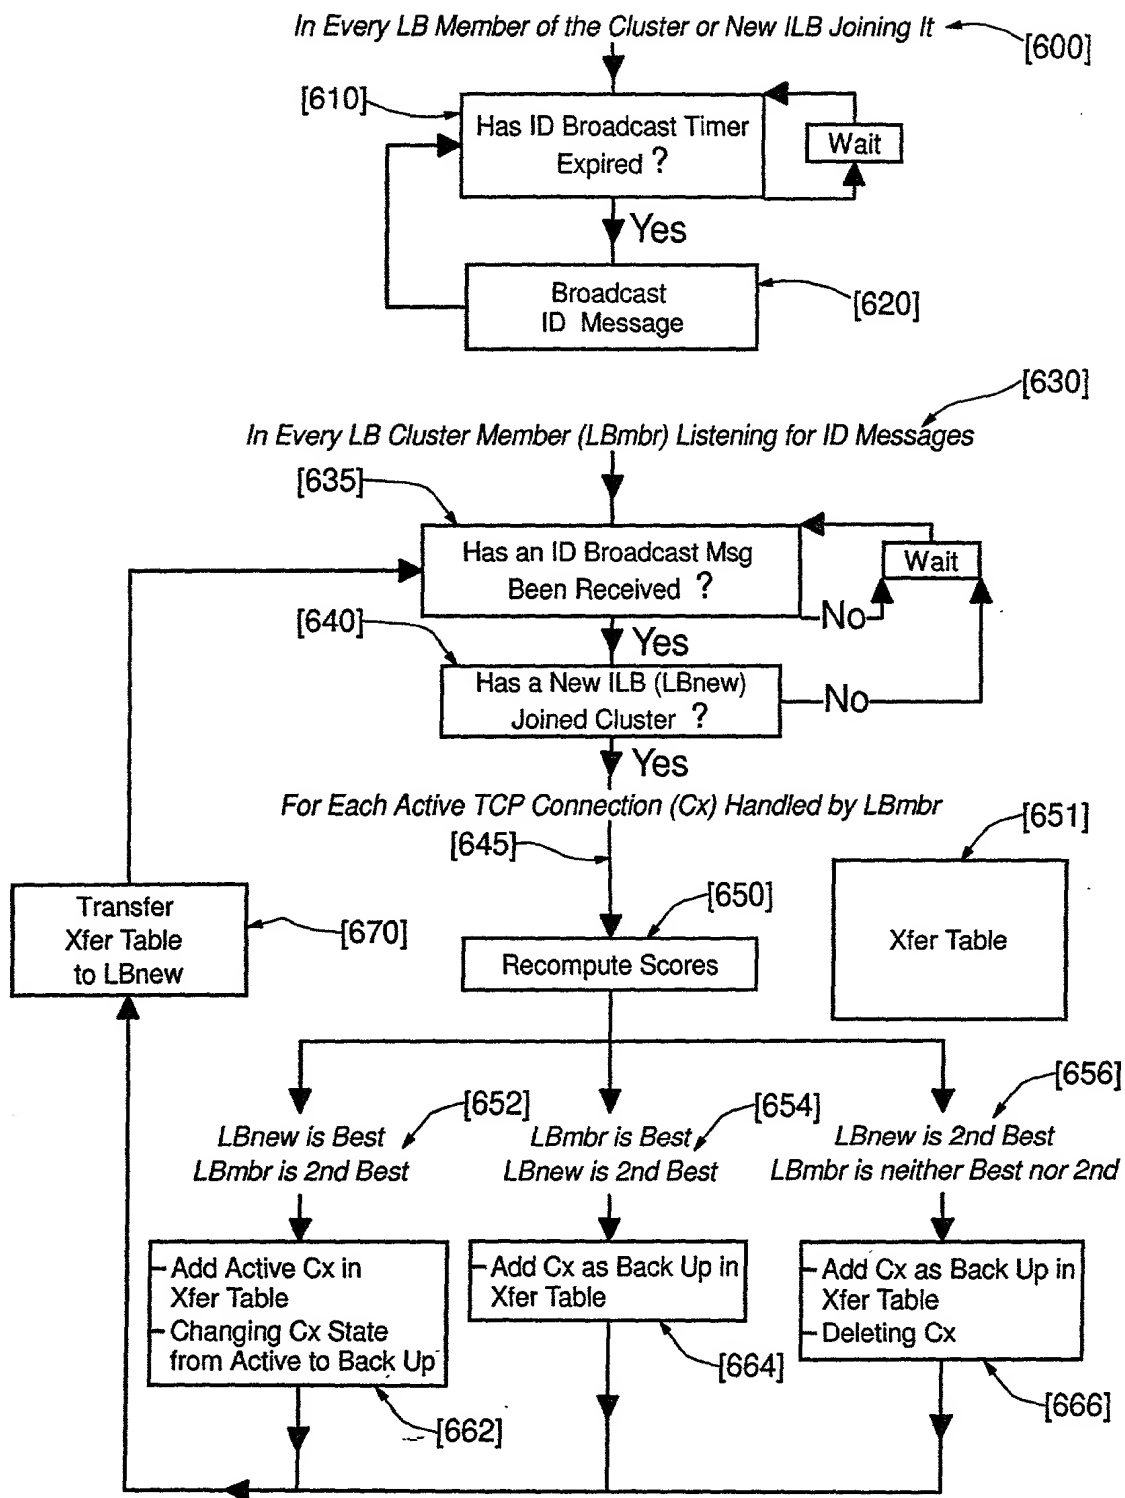 In Every LB Member of the Cluster or New ILB Joining It
[600]
[610]
Has ID Broadcast Timer
Expired ?
Wait
Yes
Broadcast
ID Message
[620]
[630]
In Every LB Cluster Member (LBmbr) Listening for ID Messages
[635]
Has an ID Broadcast Msg
Been Received ?
Wait
No
[640]
Yes
Has a New ILB (LBnew)
Joined Cluster ?
No
Yes
For Each Active TCP Connection (Cx) Handled by LBmbr
[645]
[651]
Xfer Table
[650]
Recompute Scores
Transfer
Xfer Table
to LBnew
[670]
[652]
LBnew is Best
LBmbr is 2nd Best
[654]
LBmbr is Best
LBnew is 2nd Best
[656]
LBnew is 2nd Best
LBmbr is neither Best nor 2nd
– Add Active Cx in
Xfer Table
– Changing Cx State
from Active to Back Up
[662]
– Add Cx as Back Up in
Xfer Table
[664]
– Add Cx as Back Up in
Xfer Table
– Deleting Cx
[666]